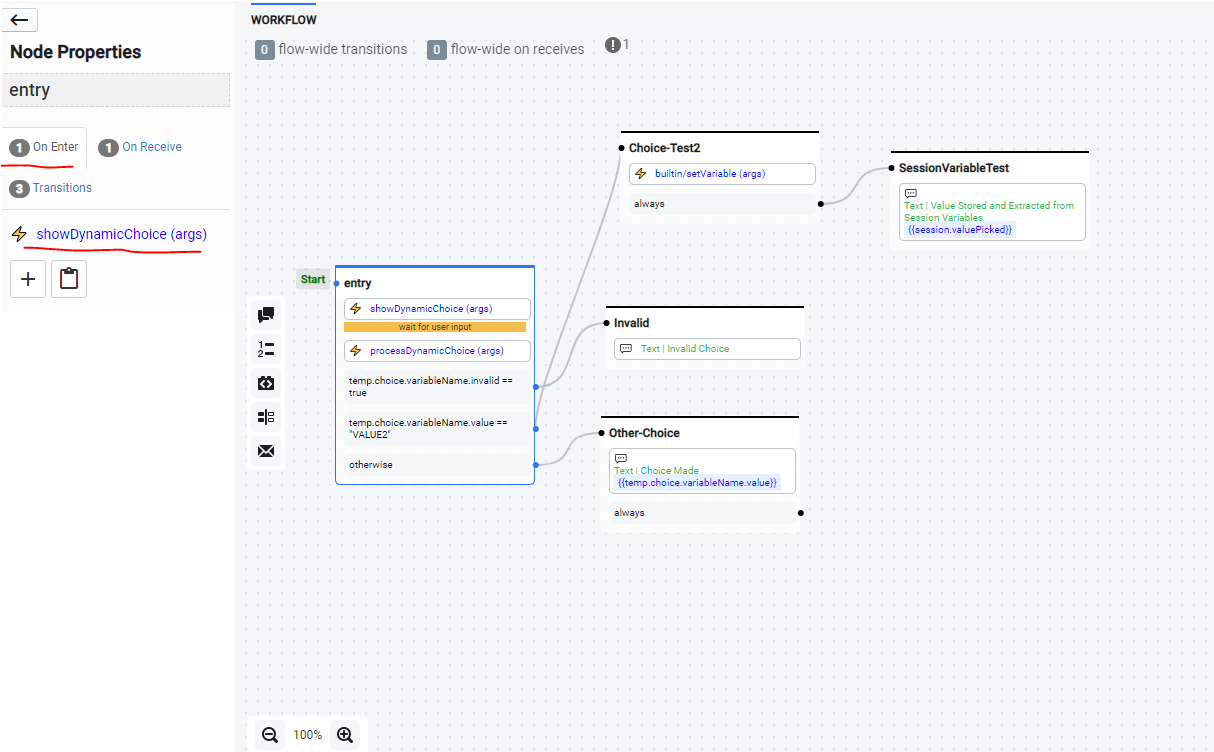 Node Properties
entry
1 On Enter
1 On Receive
3 Transitions
showDynamicChoice (args)
WORKFLOW
0 flow-wide transitions
0 flow-wide on receives
1
Start
entry
showDynamicChoice (args)
wait for user input
processDynamicChoice (args)
temp.choice.variableName.invalid ==
true
temp.choice.variableName.value ==
"VALUE2"
otherwise
Choice-Test2
builtin/setVariable (args)
always
SessionVariableTest
Text | Value Stored and Extracted from
Session Variables
{{session.valuePicked}}
Invalid
Text | Invalid Choice
Other-Choice
Text | Choice Made
{{temp.choice.variableName.value}}
always
100%